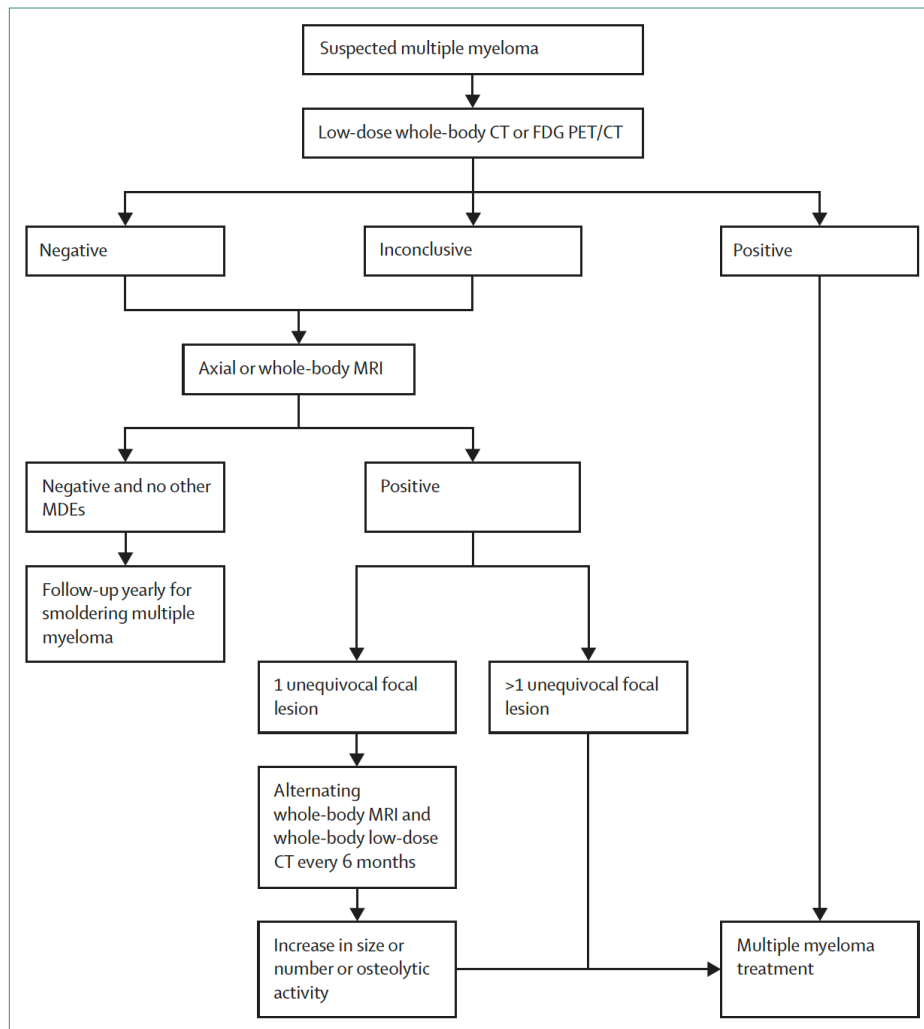 Suspected multiple myeloma
Low-dose whole-body CT or FDG PET/CT
Negative
Inconclusive
Positive
Axial or whole-body MRI
Negative and no other
MDEs
Positive
Follow-up yearly for
smoldering multiple
myeloma
1 unequivocal focal
lesion
>1 unequivocal focal
lesion
Alternating
whole-body MRI and
whole-body low-dose
CT every 6 months
Increase in size or
number or osteolytic
activity
Multiple myeloma
treatment